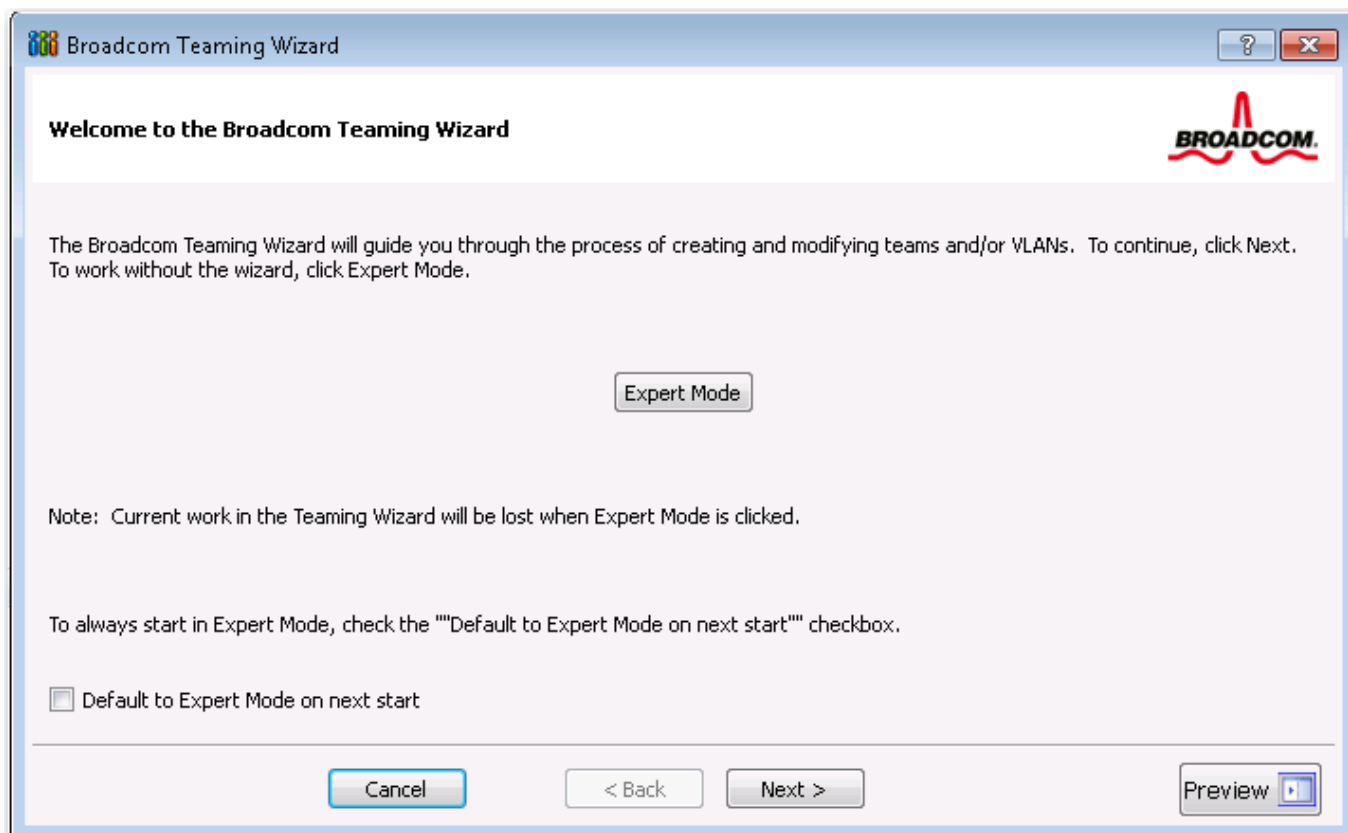 Broadcom Teaming Wizard
Welcome to the Broadcom Teaming Wizard
BROADCOM.
The Broadcom Teaming Wizard will guide you through the process of creating and modifying teams and/or VLANs.  To continue, click Next.
To work without the wizard, click Expert Mode.
Expert Mode
Note:  Current work in the Teaming Wizard will be lost when Expert Mode is clicked.
To always start in Expert Mode, check the ""Default to Expert Mode on next start"" checkbox.
Default to Expert Mode on next start
Cancel
< Back
Next >
Preview